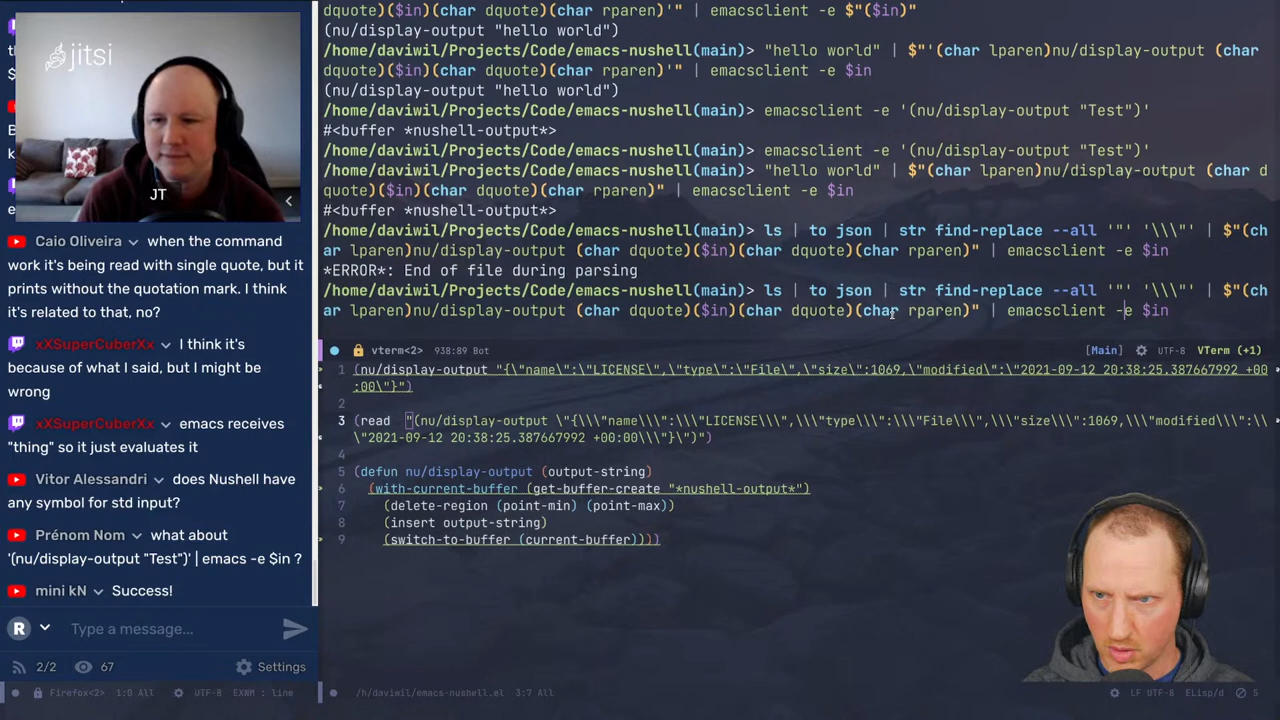 dquote)($in)(char dquote)(char rparen)'" | emacsclient -e $"($in)"
(nu/display-output "hello world")
/home/daviwil/Projects/Code/emacs-nushell(main)> "hello world" | $"'(char lparen)nu/display-output (char
dquote)($in)(char dquote)(char rparen)'" | emacsclient -e $in
(nu/display-output "hello world")
/home/daviwil/Projects/Code/emacs-nushell(main)> emacsclient -e '(nu/display-output "Test")'
#<buffer *nushell-output*>
/home/daviwil/Projects/Code/emacs-nushell(main)> emacsclient -e '(nu/display-output "Test")'
/home/daviwil/Projects/Code/emacs-nushell(main)> "hello world" | $"(char lparen)nu/display-output (char d
quote)($in)(char dquote)(char rparen)" | emacsclient -e $in
#<buffer *nushell-output*>
/home/daviwil/Projects/Code/emacs-nushell(main)> ls | to json | str find-replace --all '"' '\\\"' | $"(ch
ar lparen)nu/display-output (char dquote)($in)(char dquote)(char rparen)" | emacsclient -e $in
*ERROR*: End of file during parsing
/home/daviwil/Projects/Code/emacs-nushell(main)> ls | to json | str find-replace --all '"' '\\\"' | $"(ch
ar lparen)nu/display-output (char dquote)($in)(char dquote)(char rparen)" | emacsclient -e $in
vterm<2> 938:89 Bot [Main] UTF-8 VTerm (+1)
1 (nu/display-output "{\"name\":\"LICENSE\",\"type\":\"File\",\"size\":1069,\"modified\":\"2021-09-12 20:38:25.387667992 +00
:00\"}")
2
3 (read "(nu/display-output \"{\\\"name\\\":\\\"LICENSE\\\",\\\"type\\\":\\\"File\\\",\\\"size\\\":1069,\\\"modified\\\":\\
\"2021-09-12 20:38:25.387667992 +00:00\\\"}\")")
4
5 (defun nu/display-output (output-string)
6 (with-current-buffer (get-buffer-create "*nushell-output*")
7 (delete-region (point-min) (point-max))
8 (insert output-string)
9 (switch-to-buffer (current-buffer))))
/h/daviwil/emacs-nushell.el 3:7 All LF UTF-8 ELisp/d 5
jitsi
JT
Caio Oliveira when the command
work it's being read with single quote, but it
prints without the quotation mark. I think
it's related to that, no?
xXSuperCuberXx I think it's
because of what I said, but I might be
wrong
xXSuperCuberXx emacs receives
"thing" so it just evaluates it
Vitor Alessandri does Nushell have
any symbol for std input?
Prénom Nom what about
'(nu/display-output "Test")' | emacs -e $in ?
mini kN Success!
R Type a message...
2/2 67 Settings
Firefox<2> 1:0 All UTF-8 EXWM : line